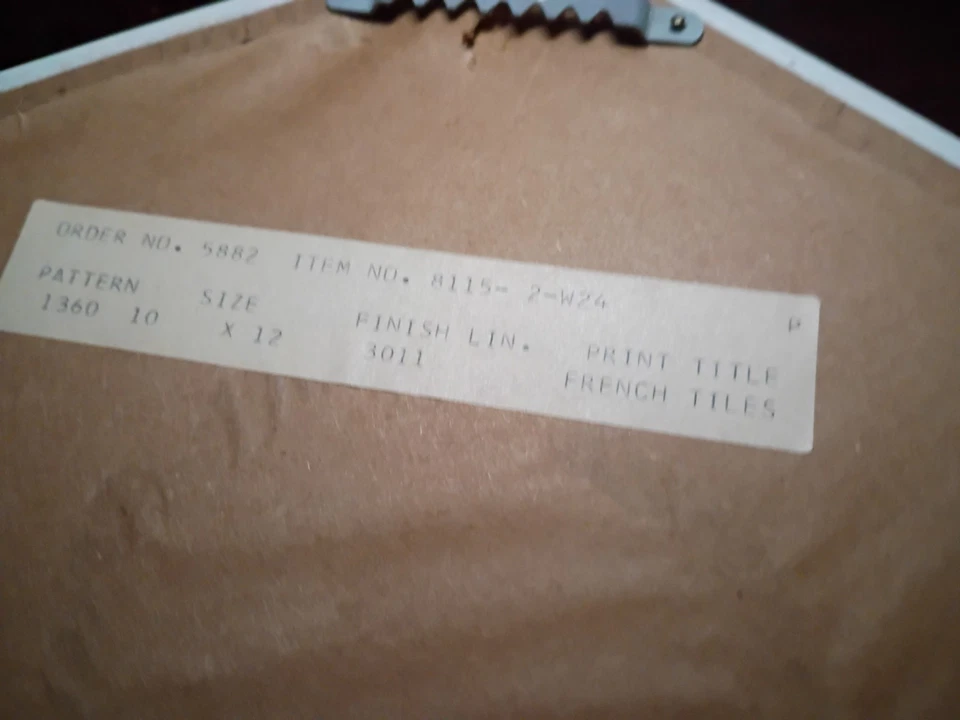 ORDER NO. 5882 ITEM NO. 8115- 2-W24
P
PATTERN SIZE FINISH LIN. PRINT TITLE
1360 10 X 12 3011 FRENCH TILES